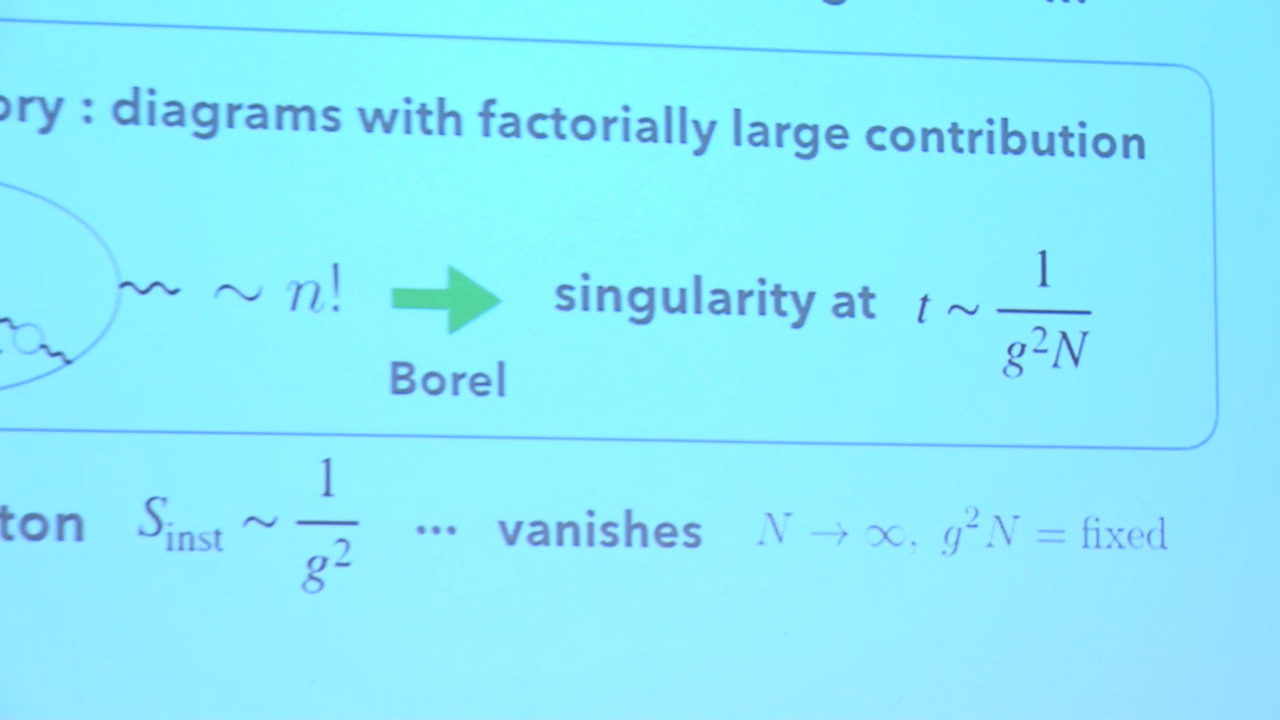 ory : diagrams with factorially large contribution
∼ n! singularity at t ∼ 1/g²N
Borel
ton S_inst ∼ 1/g² ... vanishes N → ∞, g²N = fixed